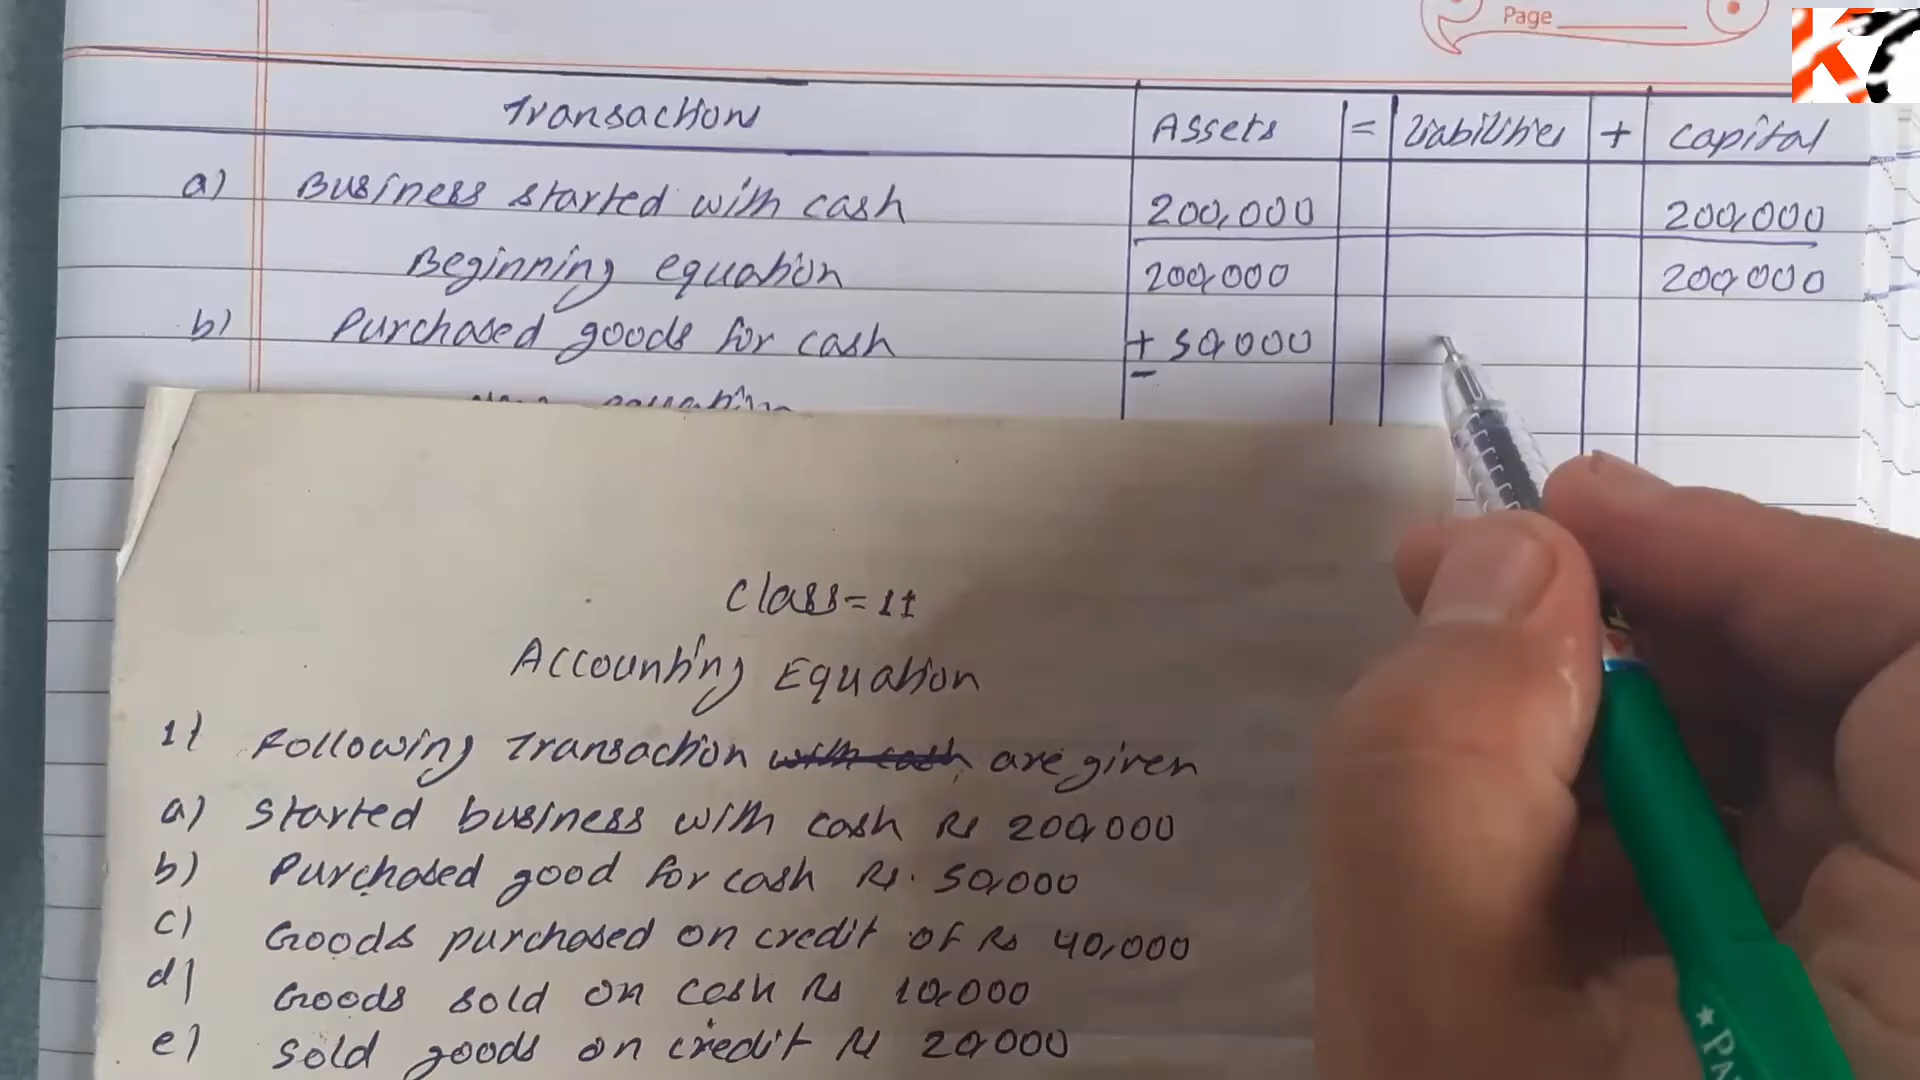 Page
Transaction Assets = Liabilities + Capital
a) Business started with cash 200,000 200,000
Beginning equation 200,000 200,000
b) Purchased goods for cash ± 50,000
equation
Class = 11
Accounting Equation
1) Following Transaction with cash are given
a) Started business with cash Rs 200,000
b) Purchased good for cash Rs. 50,000
c) Goods purchased on credit of Rs 40,000
d) Goods sold on cash Rs 10,000
e) Sold goods on credit Rs 20,000
★ PA